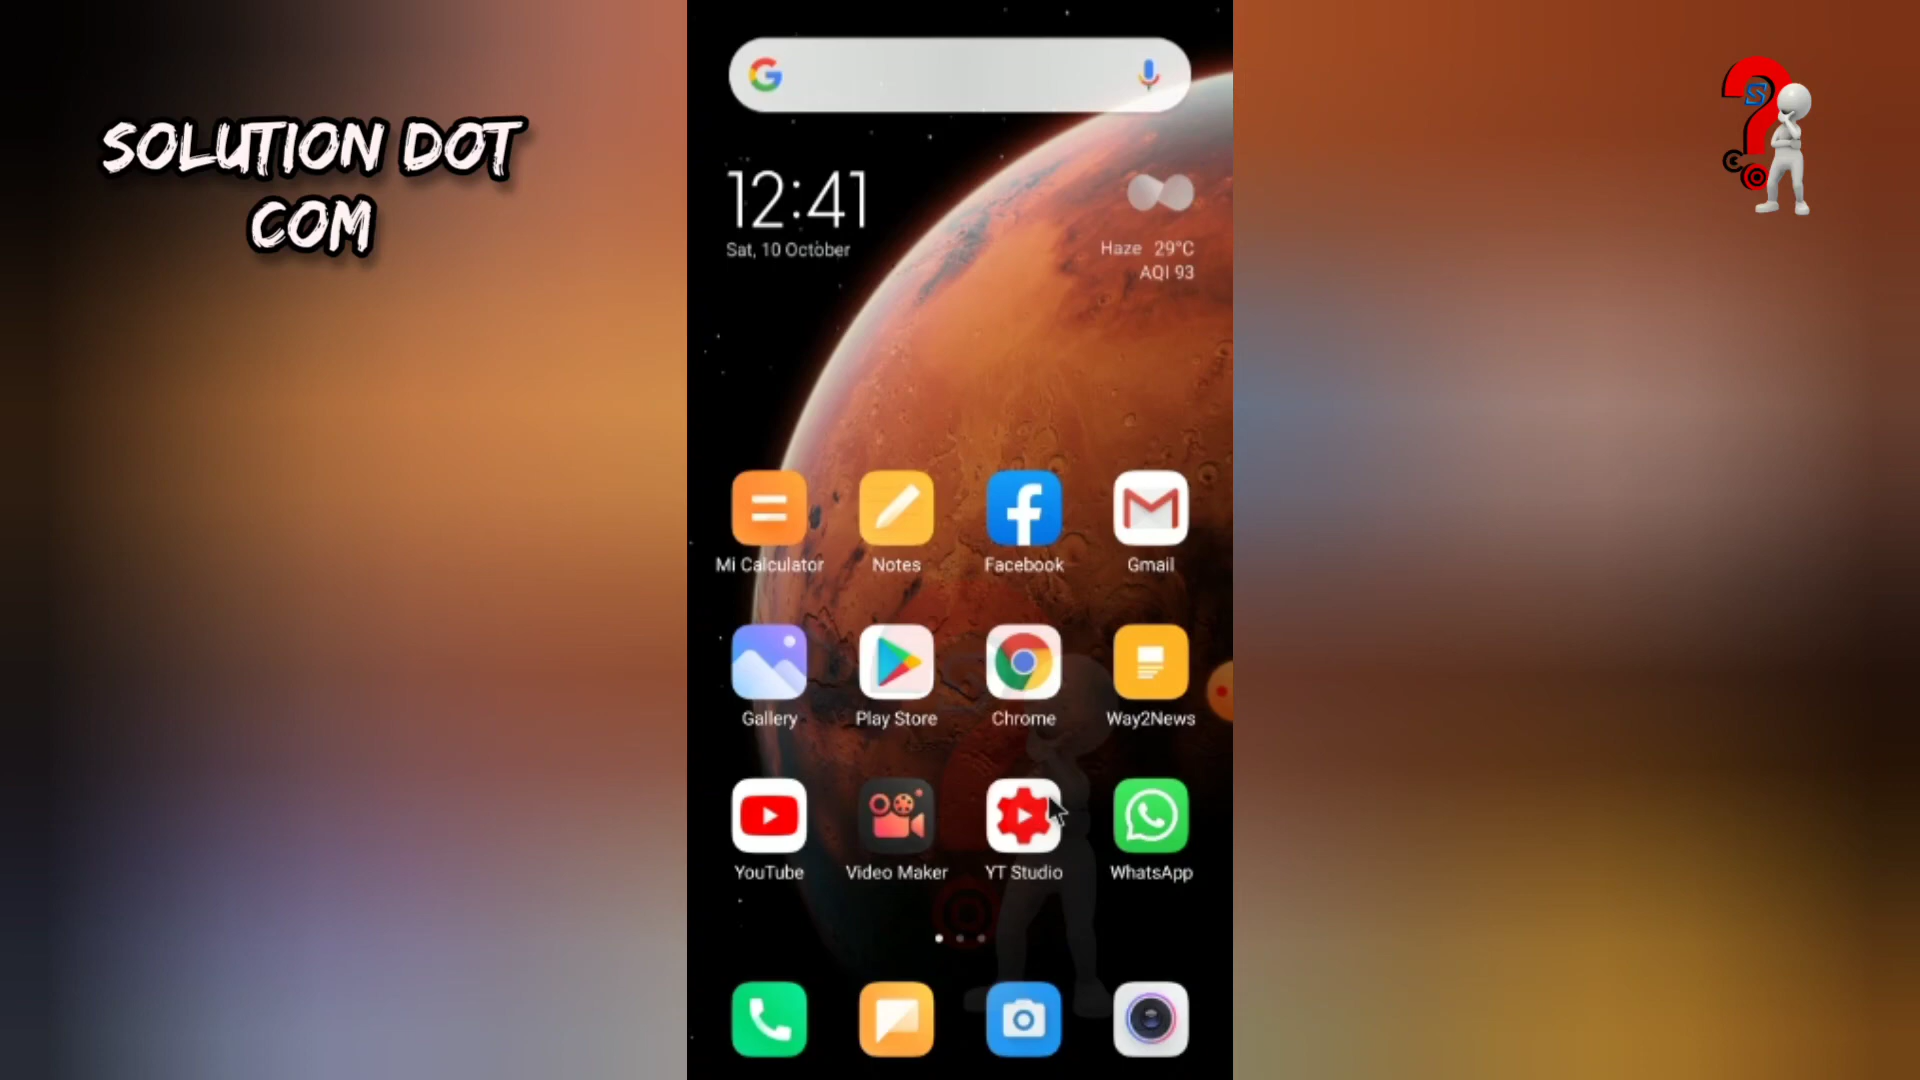 SOLUTION DOT
COM
12:41
Sat, 10 October
Haze 29°C
AQI 93
Mi Calculator
Notes
Facebook
Gmail
Gallery
Play Store
Chrome
Way2News
YouTube
Video Maker
YT Studio
WhatsApp